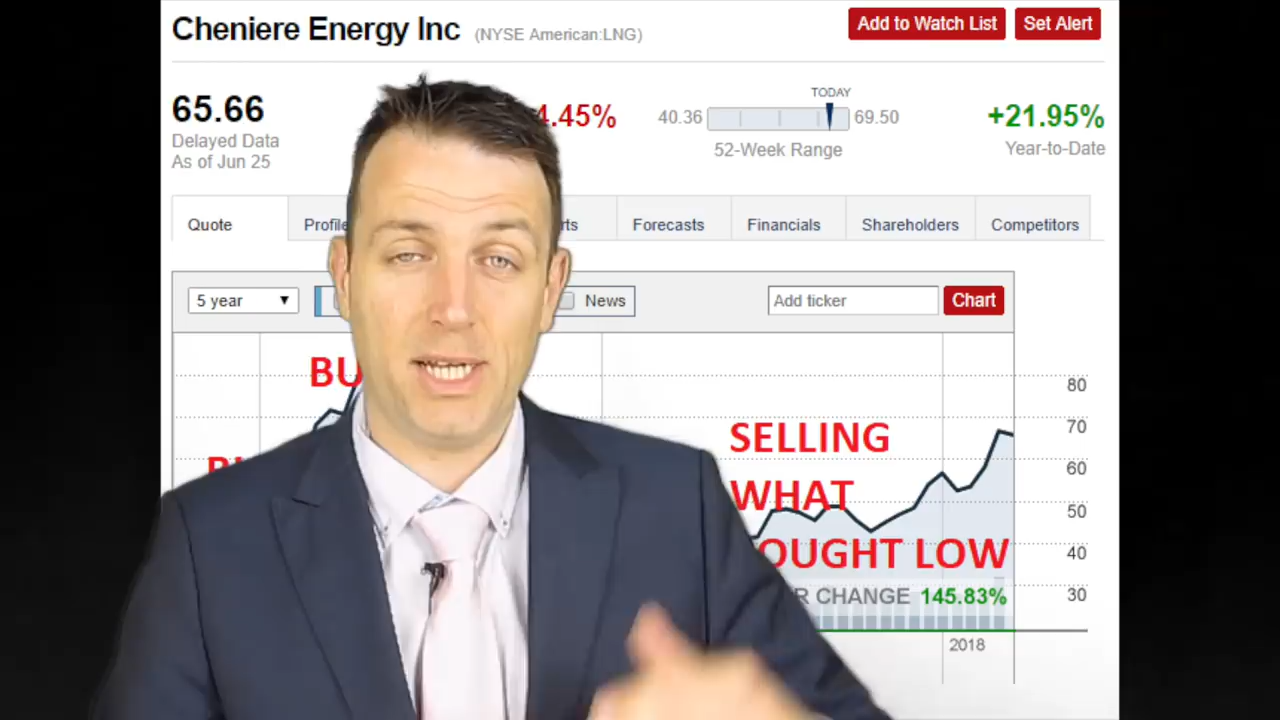 Cheniere Energy Inc (NYSE American:LNG)
Add to Watch List
Set Alert
65.66
Delayed Data
As of Jun 25
4.45%
TODAY
40.36
69.50
52-Week Range
+21.95%
Year-to-Date
Quote
Profile
rts
Forecasts
Financials
Shareholders
Competitors
5 year
News
Add ticker
Chart
BU
SELLING
WHAT
OUGHT LOW
R CHANGE 145.83%
80
70
60
50
40
30
2018